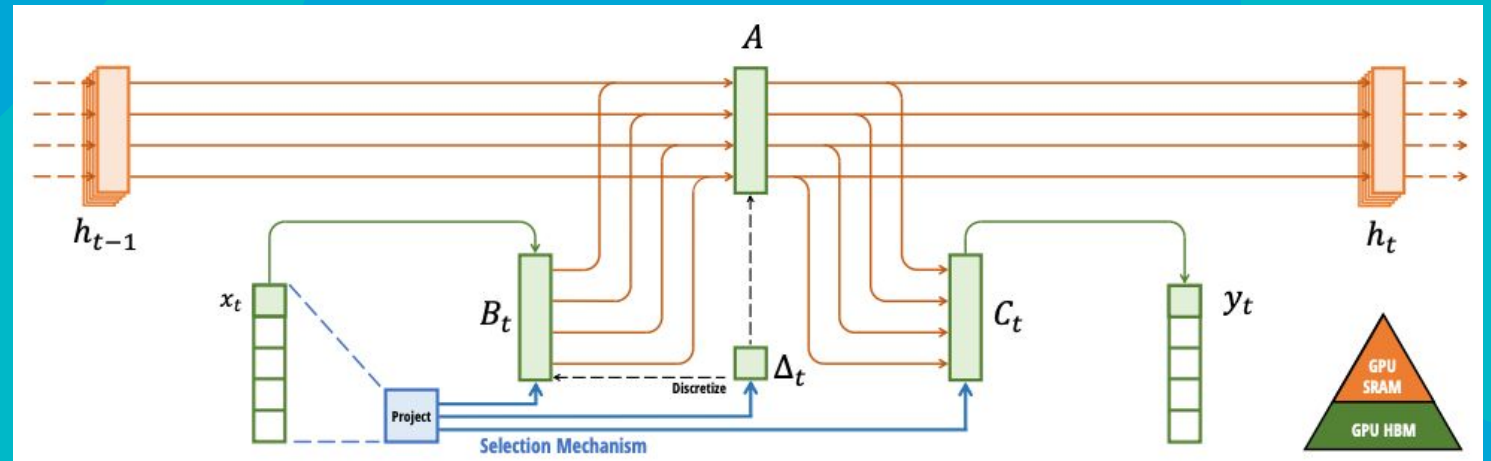 A
h_{t-1}
h_t
x_t
B_t
Δ_t
C_t
y_t
Discretize
Project
Selection Mechanism
GPU
SRAM
GPU HBM